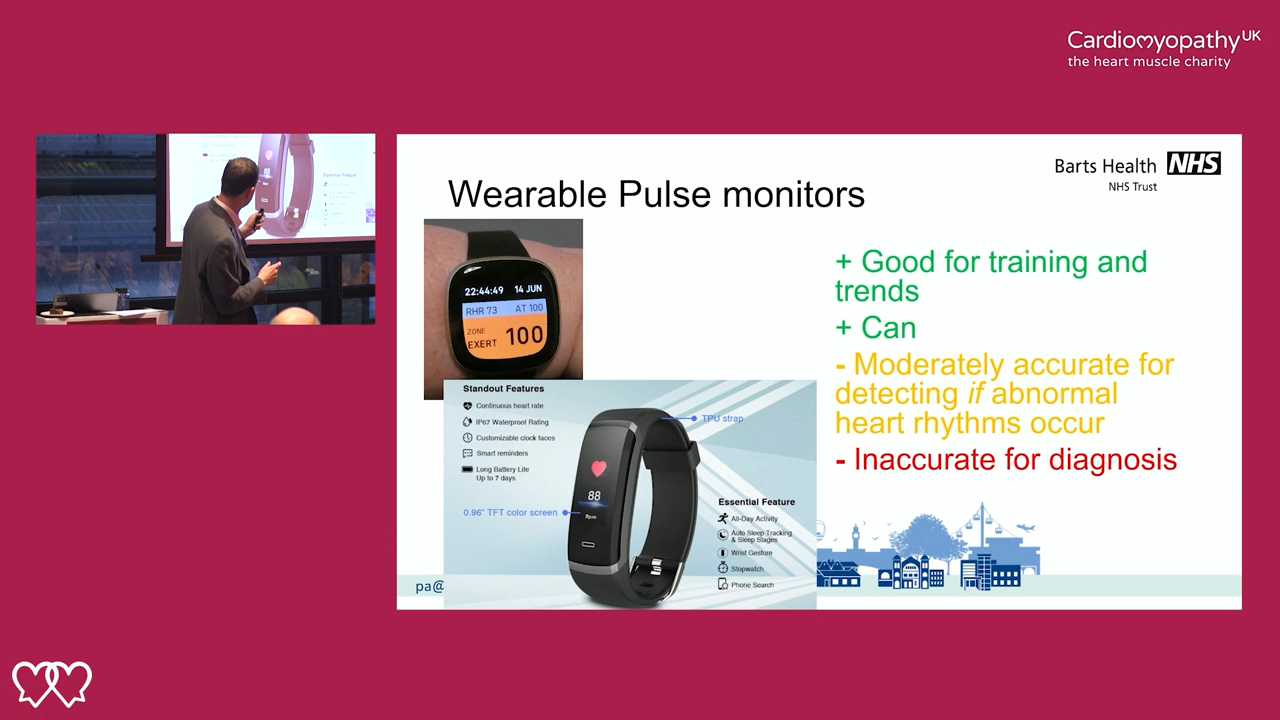 Cardiomyopathy UK
the heart muscle charity
Barts Health NHS
NHS Trust
Wearable Pulse monitors
22:44:49 14 JUN
RHR 73 AT 100
ZONE
EXERT 100
+ Good for training and
trends
+ Can
- Moderately accurate for
detecting if abnormal
heart rhythms occur
- Inaccurate for diagnosis
Standout Features
Continuous heart rate
IP67 Waterproof Rating
Customizable clock faces
Smart reminders
Long Battery Life
Up to 7 days
TPU strap
88
0.96" TFT color screen
Essential Feature
All-Day Activity
Auto Sleep Tracking
& Sleep Stages
Wrist Gesture
Stopwatch
Phone Search
pa@